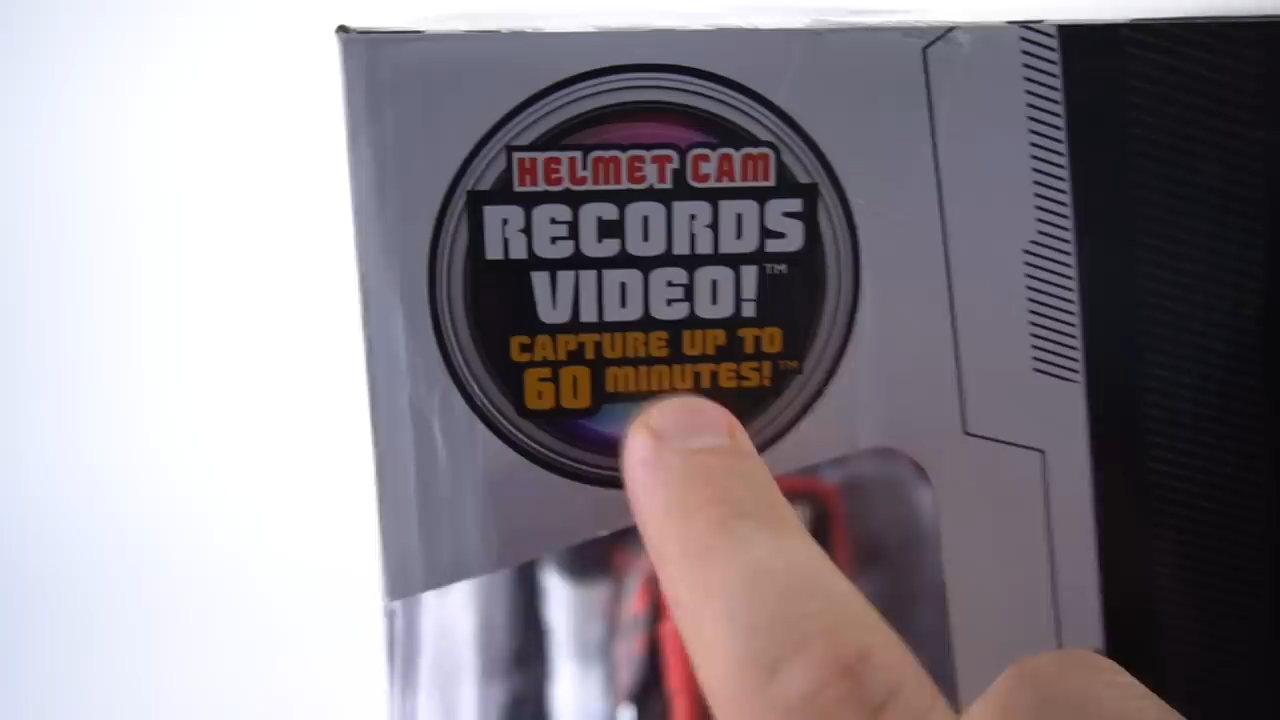 HELMET CAM
RECORDS
VIDEO!™
CAPTURE UP TO
60 MINUTES!™